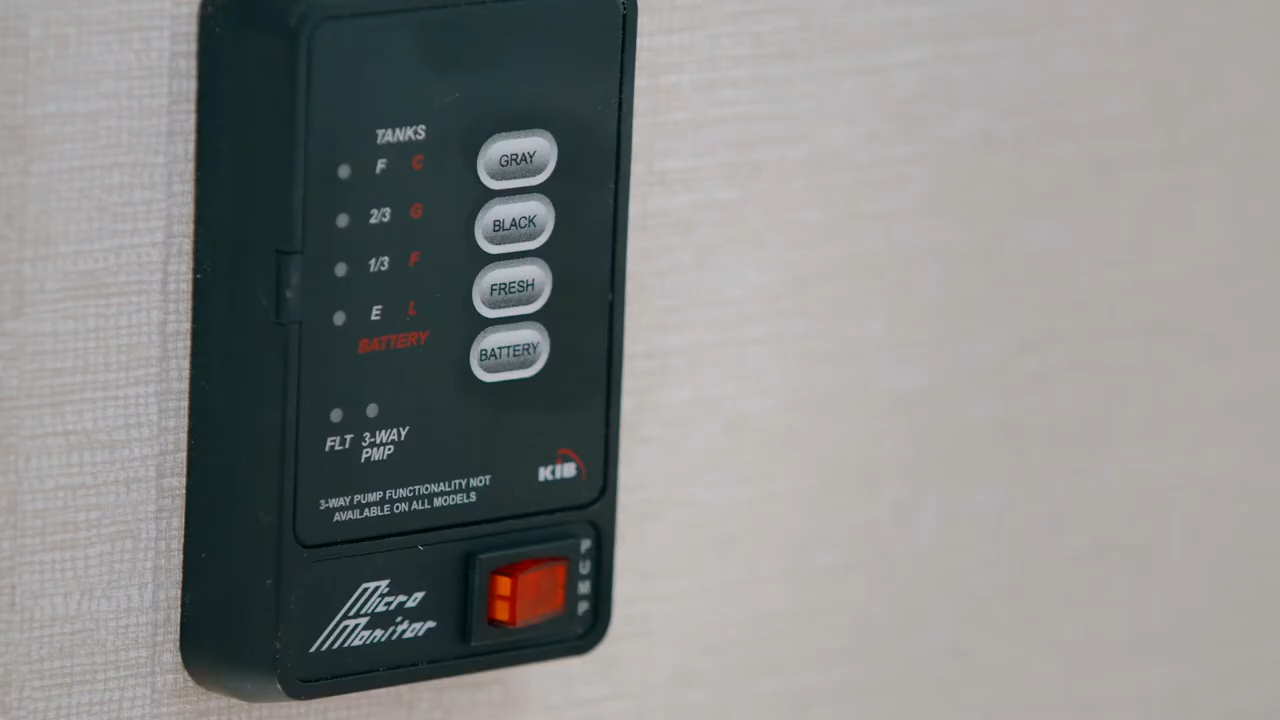 TANKS
F C
2/3 G
1/3 F
E L
BATTERY
GRAY
BLACK
FRESH
BATTERY
FLT 3-WAY
PMP
KIB
3-WAY PUMP FUNCTIONALITY NOT
AVAILABLE ON ALL MODELS
Micro
Monitor
PUMP